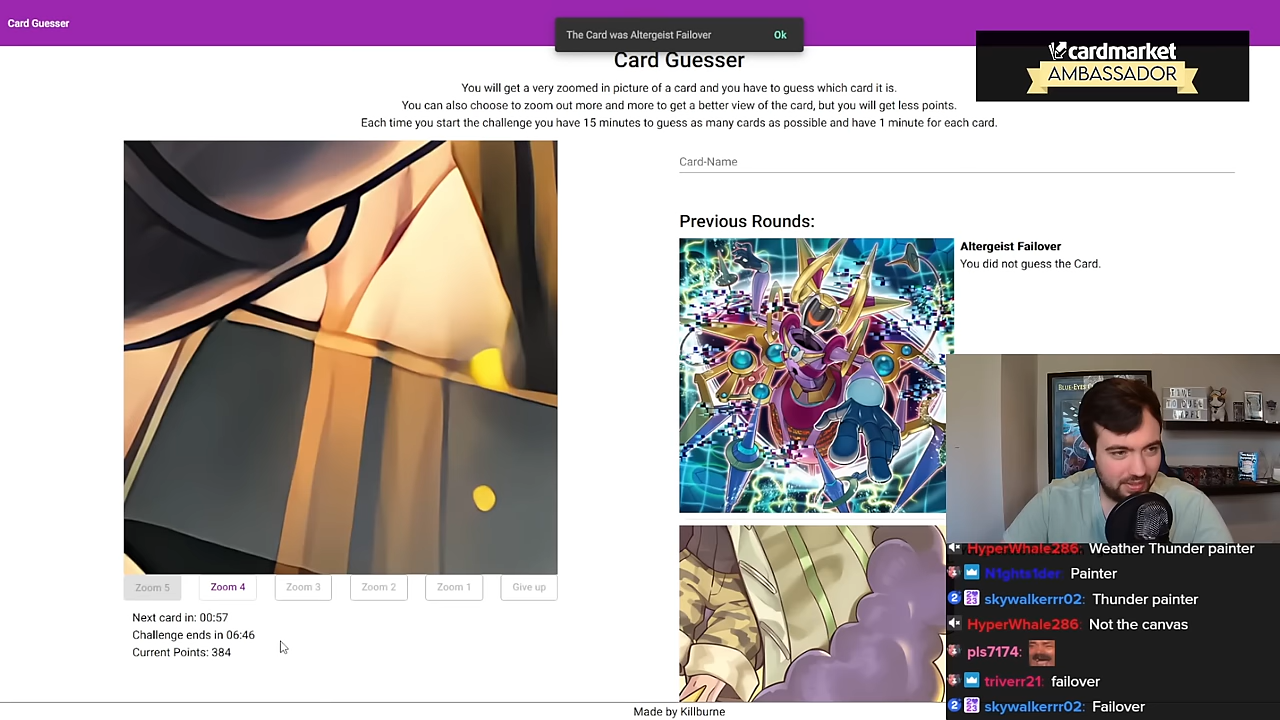 Card Guesser
The Card was Altergeist Failover
Ok
cardmarket
AMBASSADOR
Card Guesser
You will get a very zoomed in picture of a card and you have to guess which card it is.
You can also choose to zoom out more and more to get a better view of the card, but you will get less points.
Each time you start the challenge you have 15 minutes to guess as many cards as possible and have 1 minute for each card.
Card-Name
Previous Rounds:
Altergeist Failover
You did not guess the Card.
Zoom 5
Zoom 4
Zoom 3
Zoom 2
Zoom 1
Give up
Next card in: 00:57
Challenge ends in 06:46
Current Points: 384
BLUE-EYES
HyperWhale286: Weather Thunder painter
N1ghts1der Painter
skywalkerrr02: Thunder painter
HyperWhale286: Not the canvas
pls7174:
triverr21: failover
skywalkerrr02: Failover
Made by Killburne